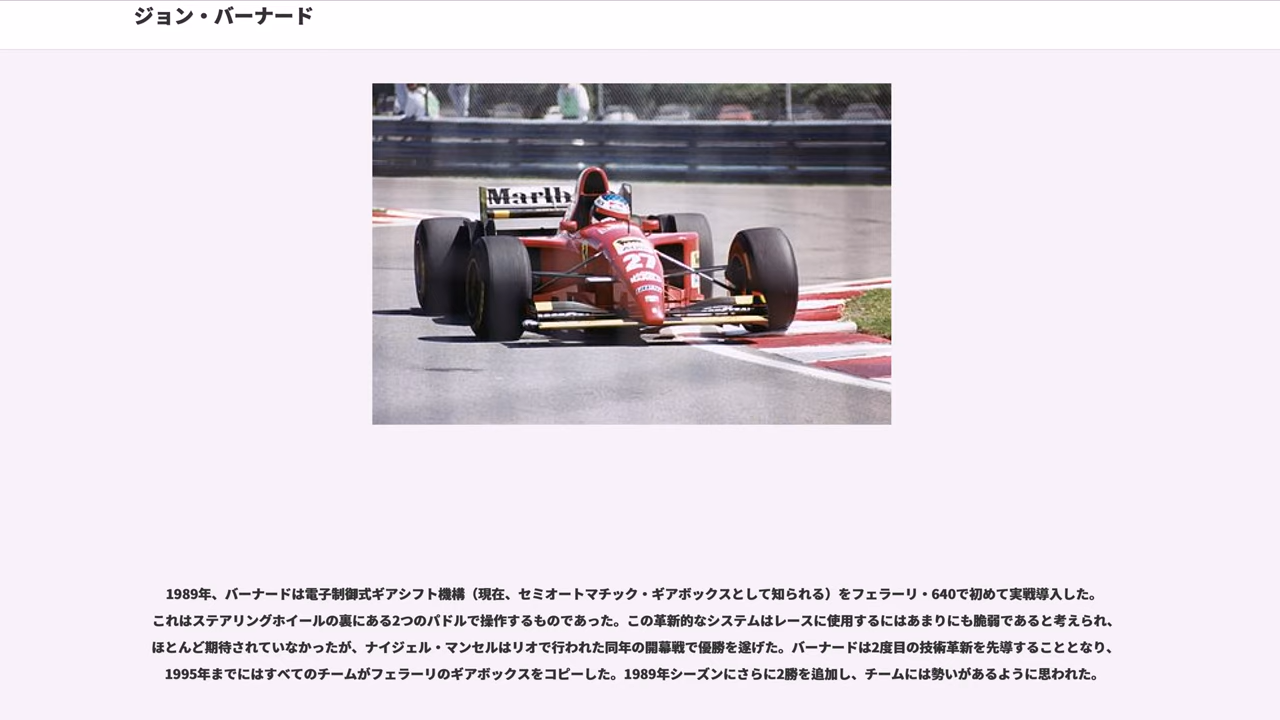 ジョン・バーナード
Marlb
27
1989年、バーナードは電子制御式ギアシフト機構（現在、セミオートマチック・ギアボックスとして知られる）をフェラーリ・640で初めて実戦導入した。
これはステアリングホイールの裏にある2つのパドルで操作するものであった。この革新的なシステムはレースに使用するにはあまりにも脆弱であると考えられ、
ほとんど期待されていなかったが、ナイジェル・マンセルはリオで行われた同年の開幕戦で優勝を遂げた。バーナードは2度目の技術革新を先導することとなり、
1995年までにはすべてのチームがフェラーリのギアボックスをコピーした。1989年シーズンにさらに2勝を追加し、チームには勢いがあるように思われた。